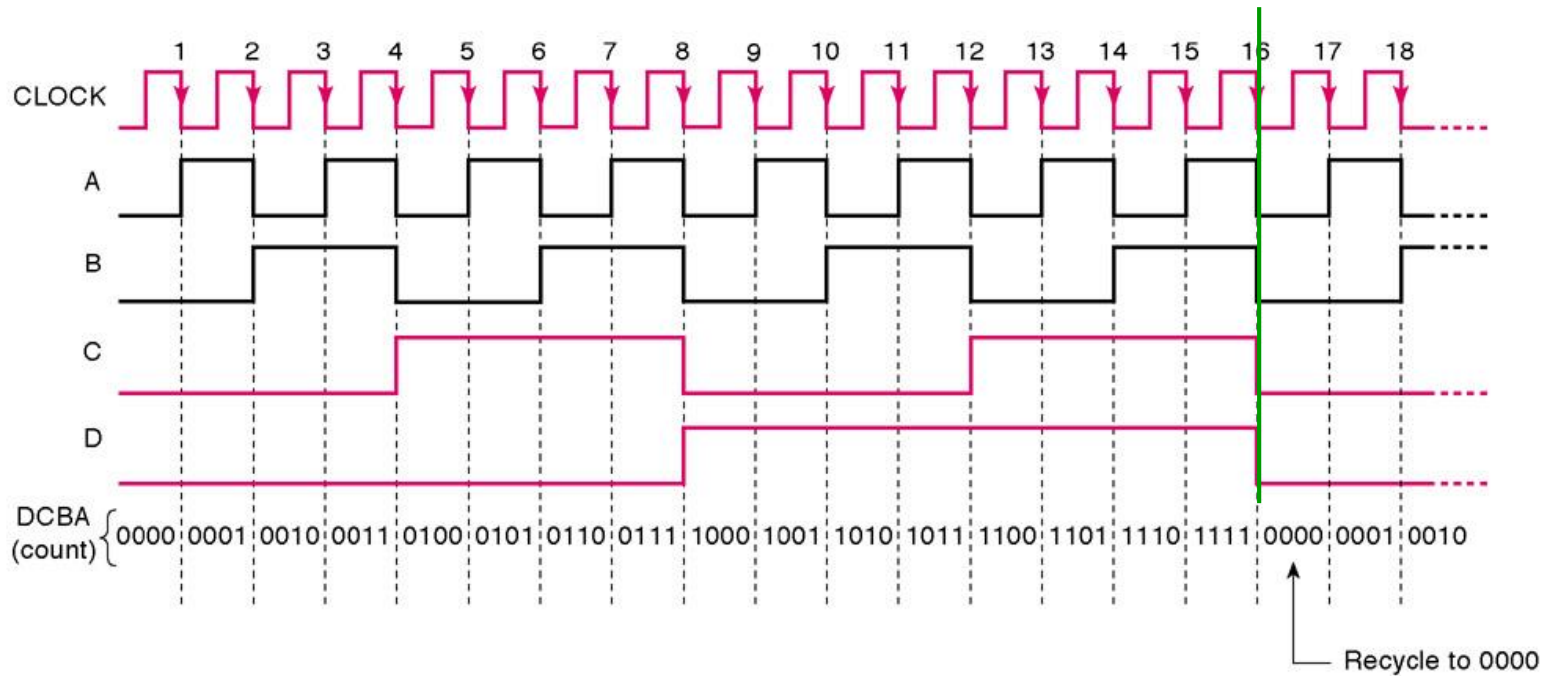 1 2 3 4 5 6 7 8 9 10 11 12 13 14 15 16 17 18
CLOCK
A
B
C
D
DCBA
(count)
0000 0001 0010 0011 0100 0101 0110 0111 1000 1001 1010 1011 1100 1101 1110 1111 0000 0001 0010
Recycle to 0000